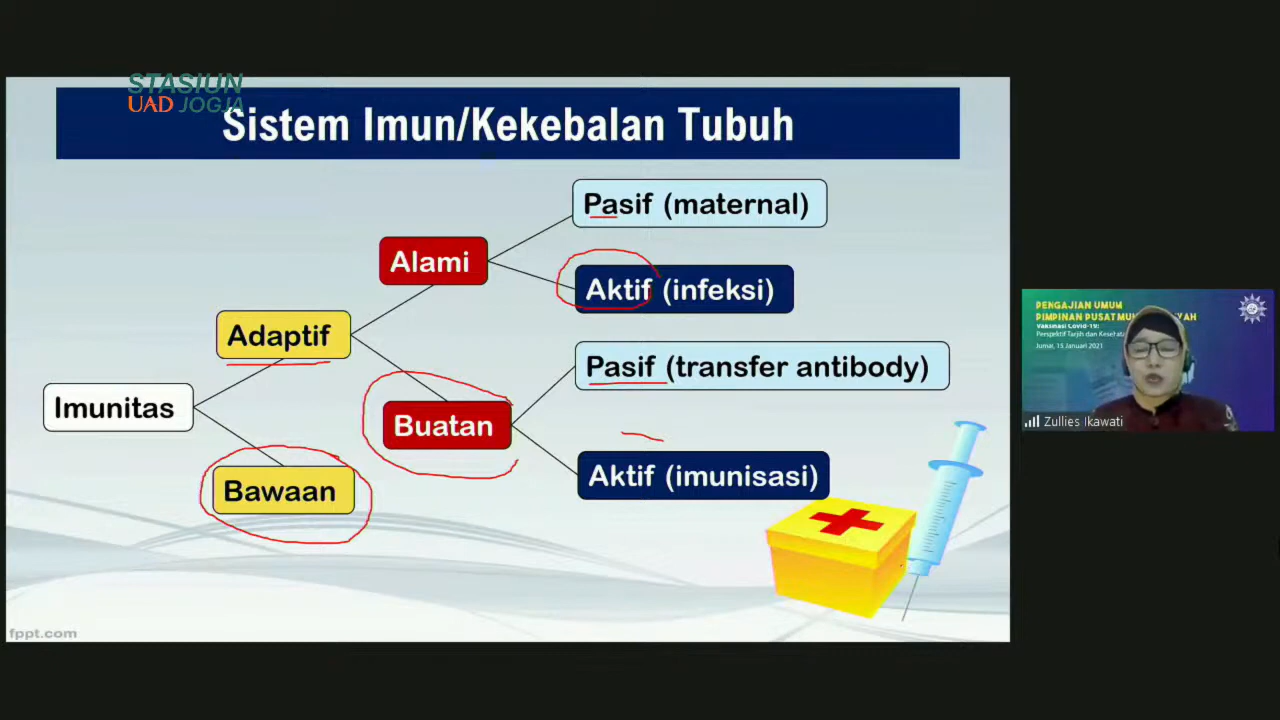 STASIUN
UAD JOGJA
Sistem Imun/Kekebalan Tubuh
Pasif (maternal)
Alami
Aktif (infeksi)
Adaptif
Pasif (transfer antibody)
Imunitas
Buatan
Aktif (imunisasi)
Bawaan
fppt.com
PENGAJIAN UMUM
PIMPINAN PUSAT
Vaksinasi Covid-19:
Perspektif Tarjih dan
Jumat, 15 Januari 2021
Zullies Ikawati